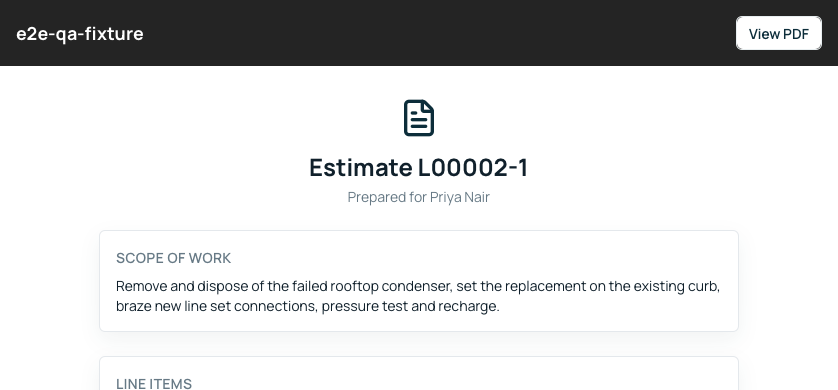 e2e-qa-fixture
View PDF
Estimate L00002-1
Prepared for Priya Nair
SCOPE OF WORK
Remove and dispose of the failed rooftop condenser, set the replacement on the existing curb,
braze new line set connections, pressure test and recharge.
LINE ITEMS